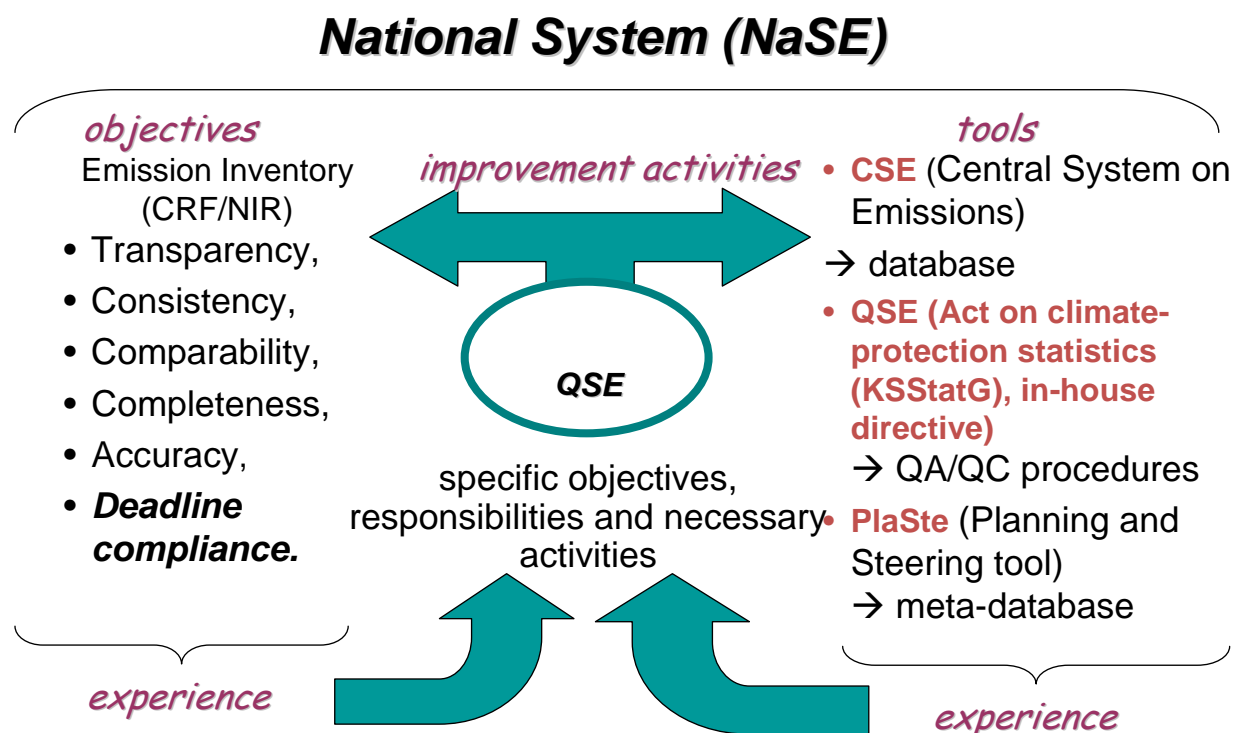 National System (NaSE)
objectives
Emission Inventory
(CRF/NIR)
• Transparency,
• Consistency,
• Comparability,
• Completeness,
• Accuracy,
• Deadline
compliance.
experience
improvement activities
QSE
specific objectives,
responsibilities and necessary
activities
tools
• CSE (Central System on
Emissions)
→ database
• QSE (Act on climate-
protection statistics
(KSStatG), in-house
directive)
→ QA/QC procedures
• PlaSte (Planning and
Steering tool)
→ meta-database
experience